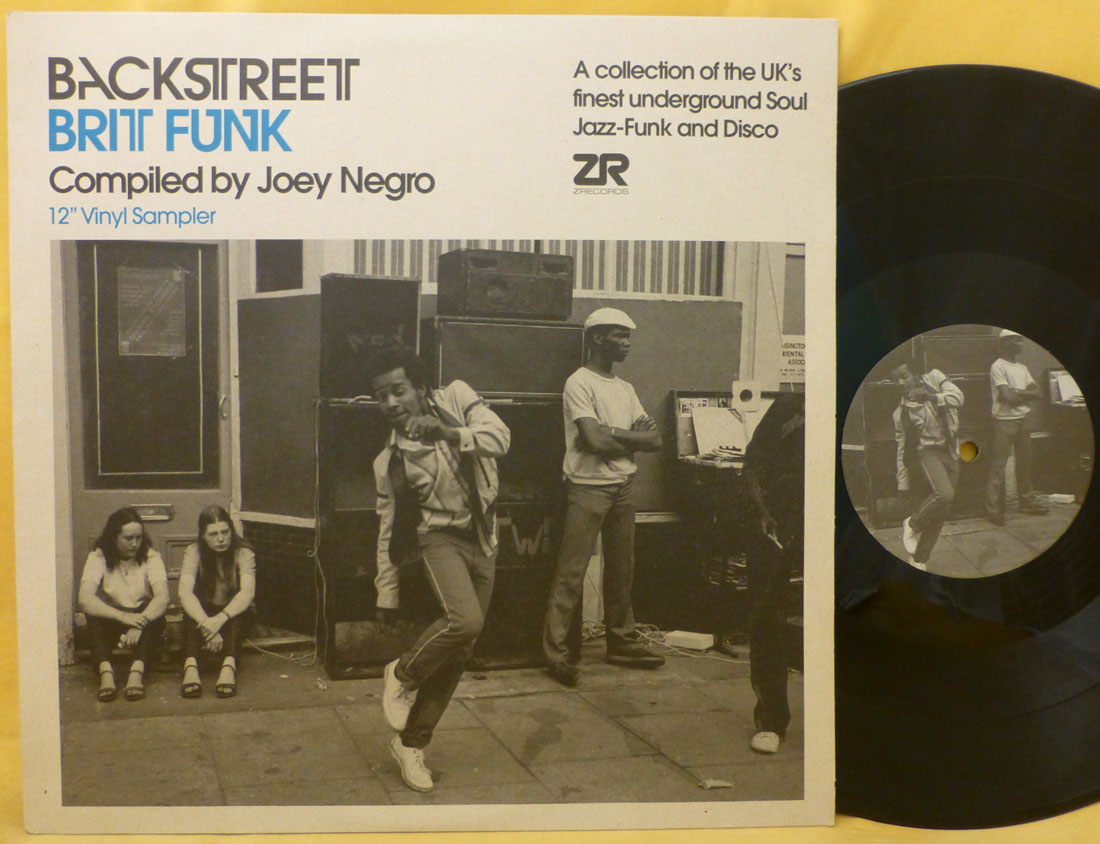 BACKSTREET
BRIT FUNK
Compiled by Joey Negro
12” Vinyl Sampler
A collection of the UK's
finest underground Soul
Jazz-Funk and Disco
ZR
ZRECORDS